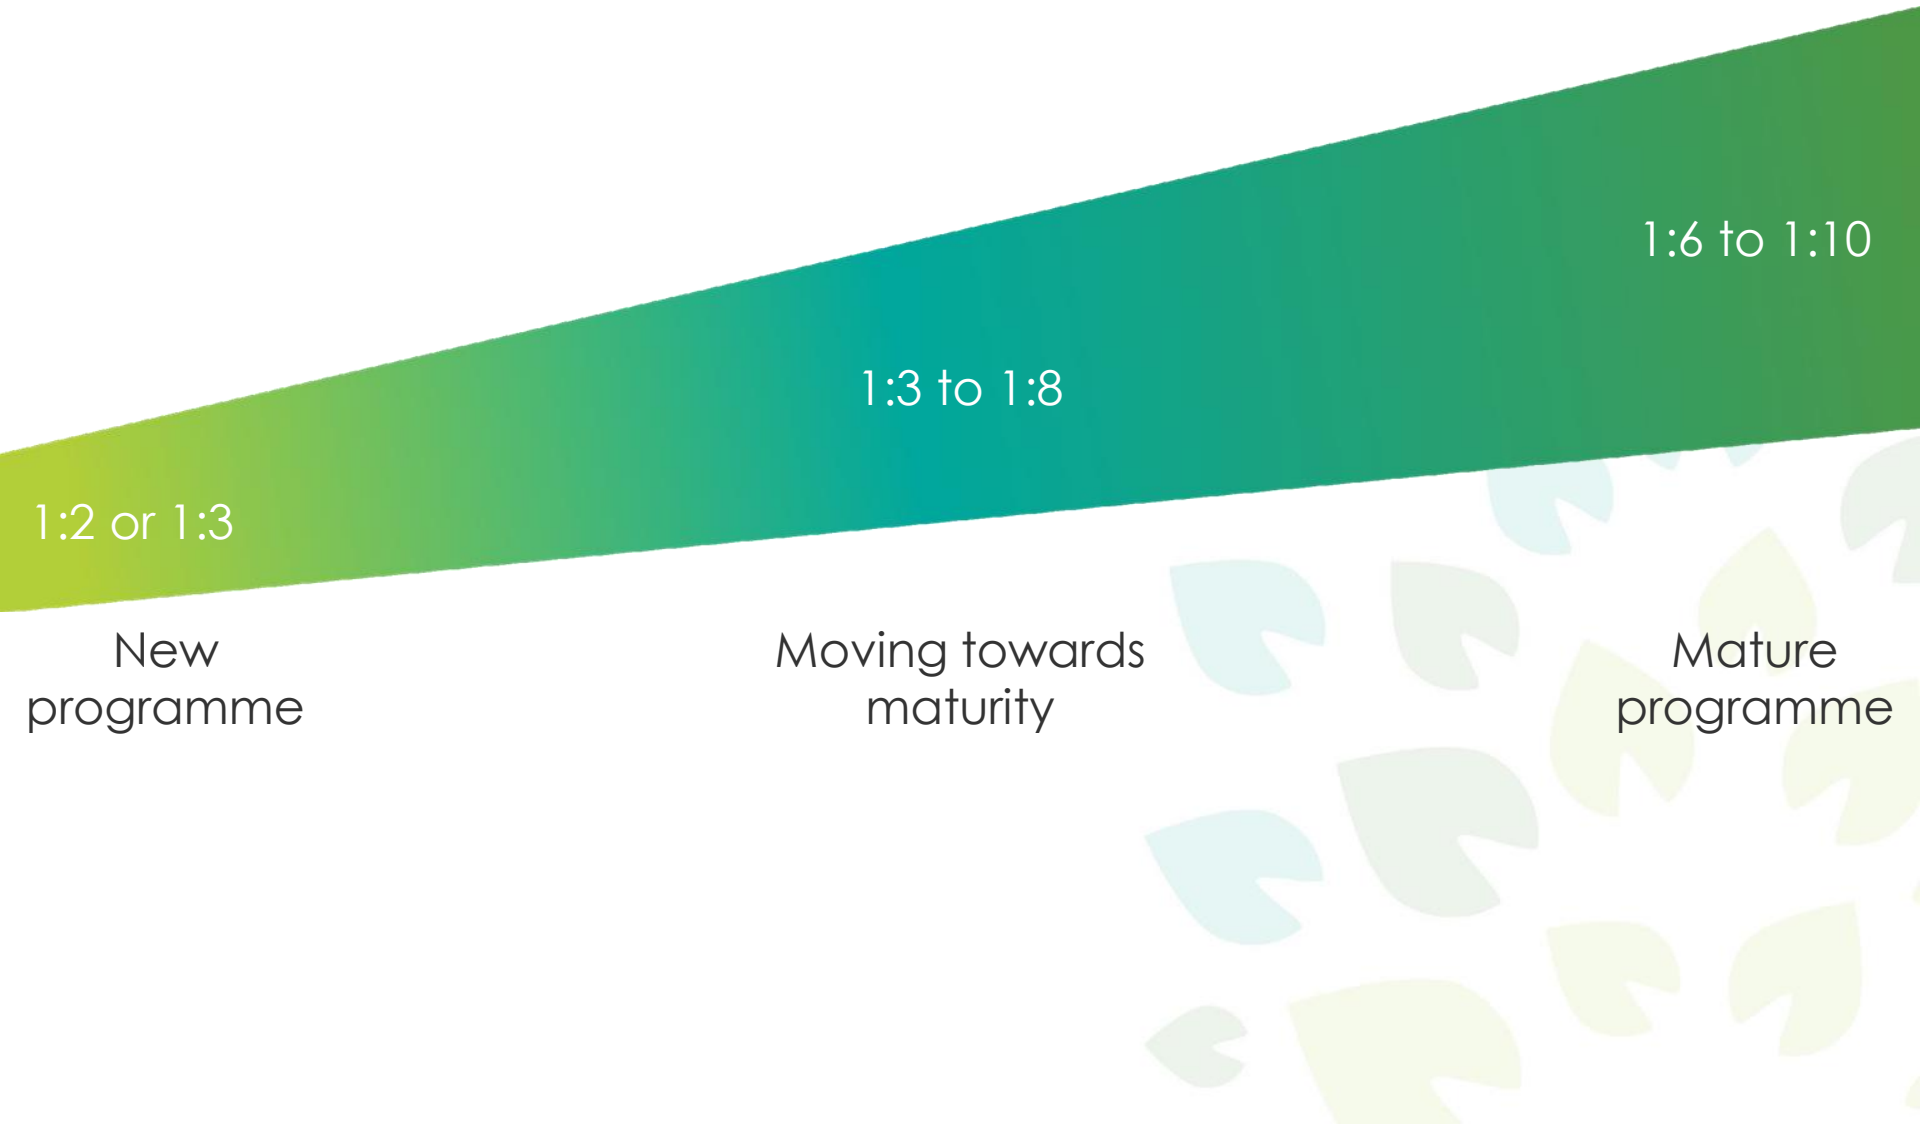 1:6 to 1:10
1:3 to 1:8
1:2 or 1:3
New
programme
Moving towards
maturity
Mature
programme